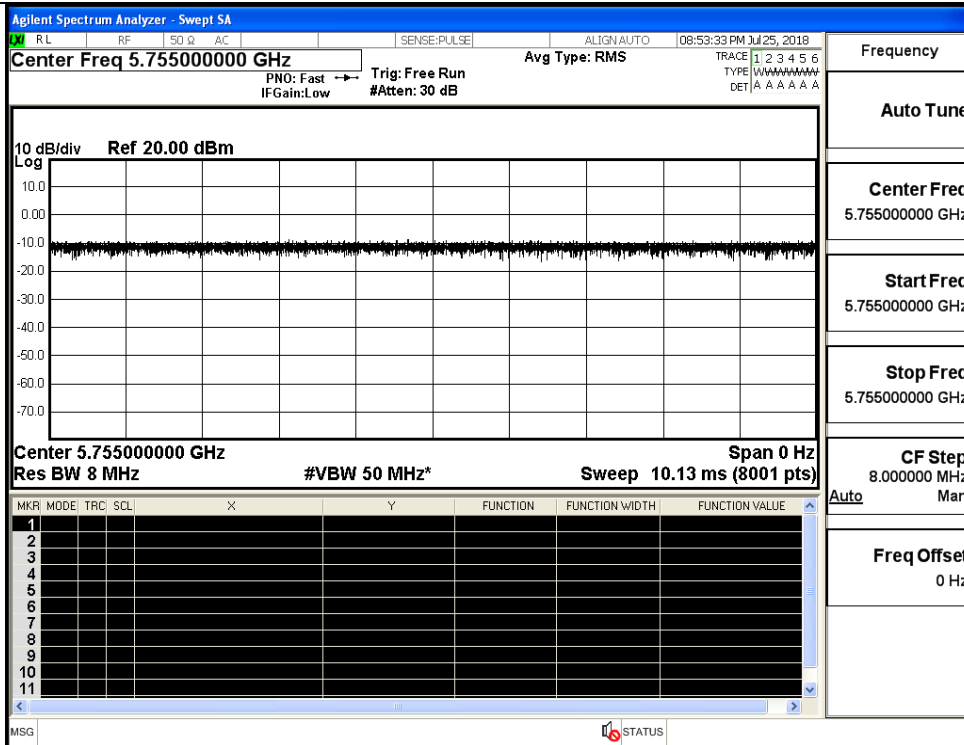 Agilent Spectrum Analyzer - Swept SA
LXI RL RF 50 Ω AC SENSE:PULSE ALIGN AUTO 08:53:33 PM Jul 25, 2018
Center Freq 5.755000000 GHz
PNO: Fast
IFGain:Low
Trig: Free Run
#Atten: 30 dB
Avg Type: RMS
TRACE 1 2 3 4 5 6
TYPE WWWWWW
DET A A A A A A
10 dB/div Ref 20.00 dBm
Log
10.0
0.00
-10.0
-20.0
-30.0
-40.0
-50.0
-60.0
-70.0
Center 5.755000000 GHz Span 0 Hz
Res BW 8 MHz #VBW 50 MHz* Sweep 10.13 ms (8001 pts)
MKR MODE TRC SCL X Y FUNCTION FUNCTION WIDTH FUNCTION VALUE
1
2
3
4
5
6
7
8
9
10
11
MSG STATUS
Frequency
Auto Tune
Center Freq
5.755000000 GHz
Start Freq
5.755000000 GHz
Stop Freq
5.755000000 GHz
CF Step
8.000000 MHz
Auto Man
Freq Offset
0 Hz